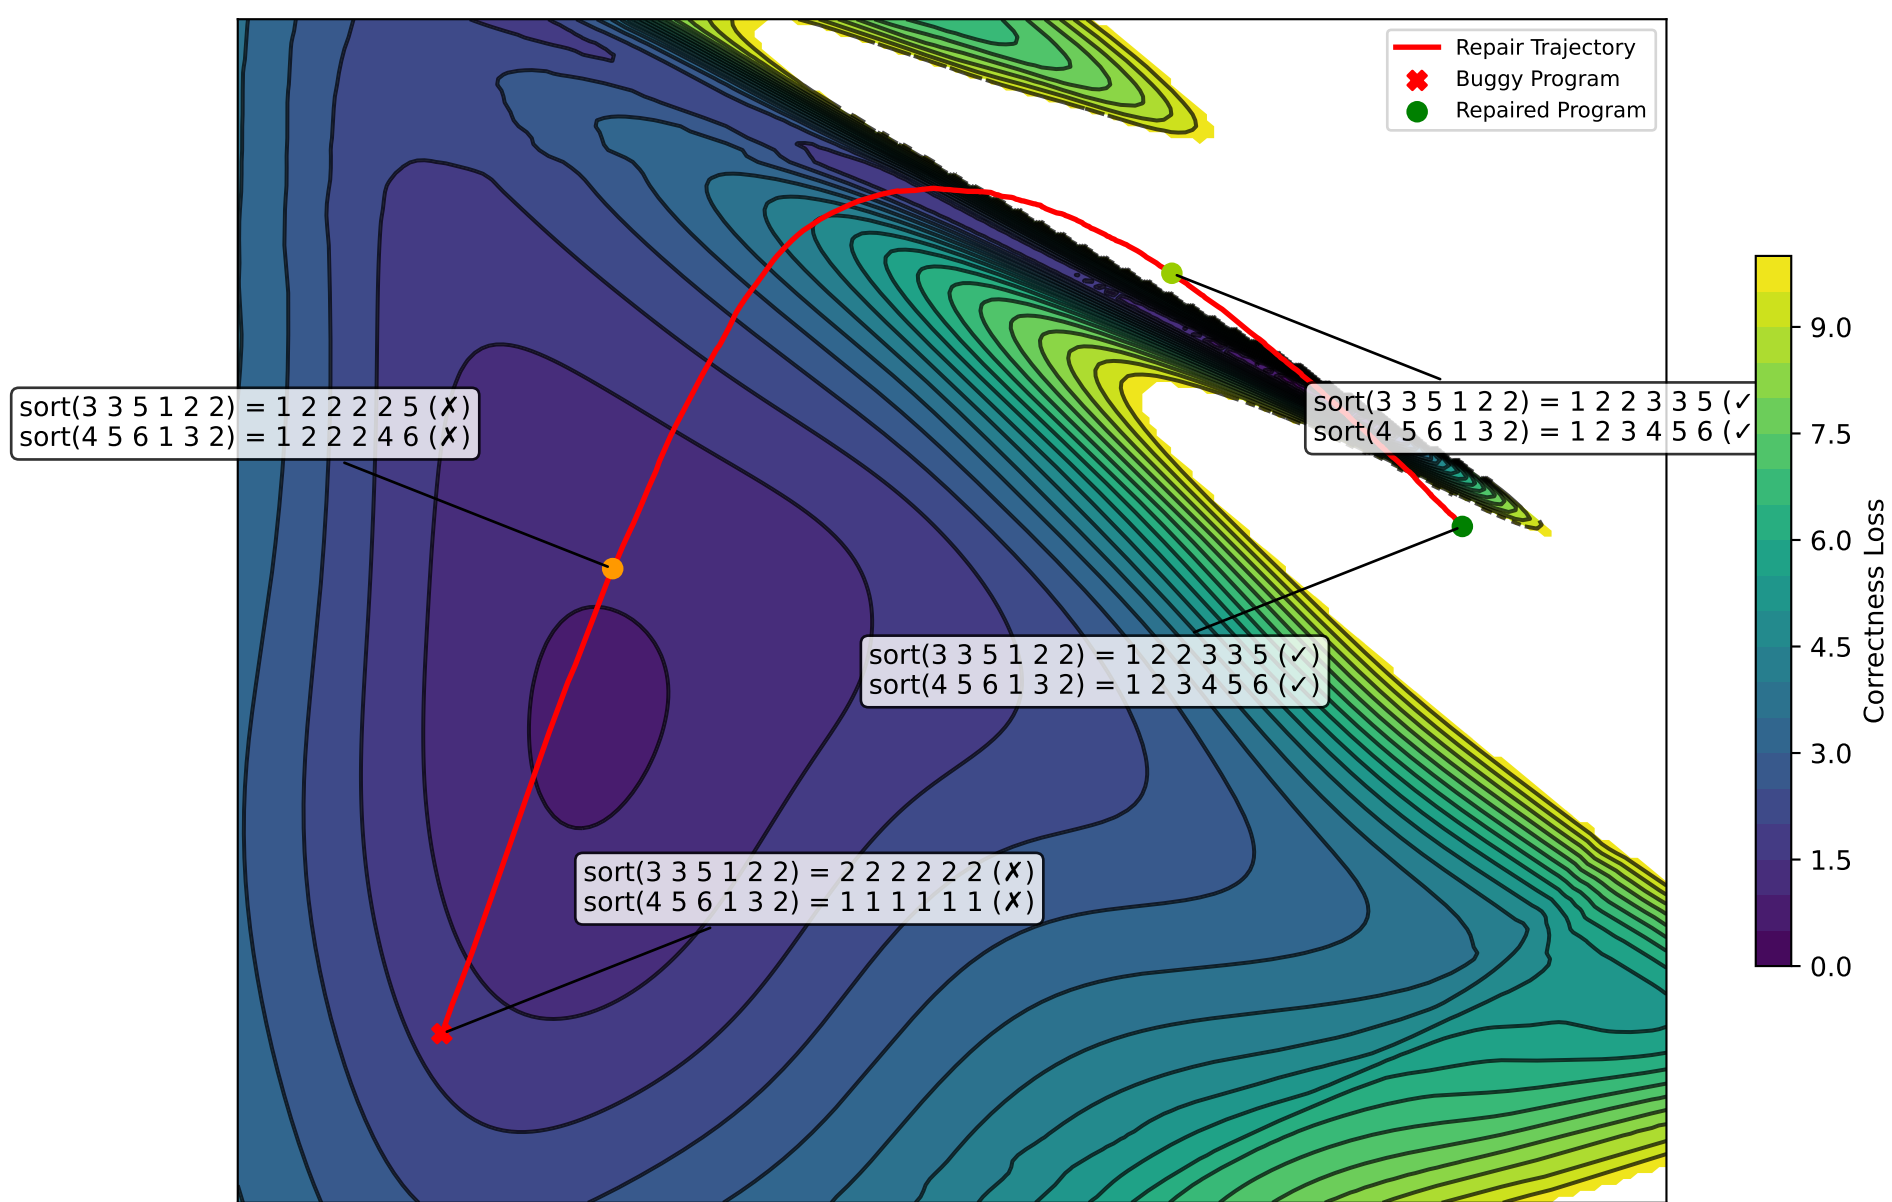 Repair Trajectory
Buggy Program
Repaired Program
sort(3 3 5 1 2 2) = 1 2 2 2 2 5 (✗)
sort(4 5 6 1 3 2) = 1 2 2 2 4 6 (✗)
sort(3 3 5 1 2 2) = 1 2 2 3 3 5 (✓
sort(4 5 6 1 3 2) = 1 2 3 4 5 6 (✓
sort(3 3 5 1 2 2) = 1 2 2 3 3 5 (✓)
sort(4 5 6 1 3 2) = 1 2 3 4 5 6 (✓)
sort(3 3 5 1 2 2) = 2 2 2 2 2 2 (✗)
sort(4 5 6 1 3 2) = 1 1 1 1 1 1 (✗)
9.0
7.5
6.0
4.5
3.0
1.5
0.0
Correctness Loss